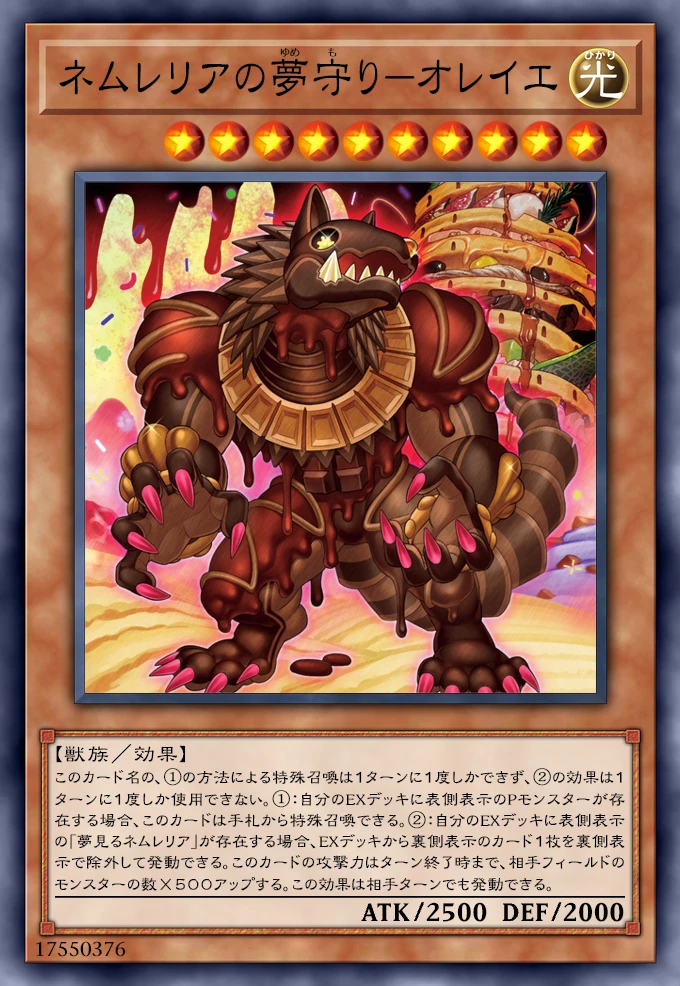 ゆめ も
ネムレリアの夢守り－オレイエ
ひかり
光
【獣族／効果】
このカード名の、①の方法による特殊召喚は1ターンに1度しかできず、②の効果は1
ターンに1度しか使用できない。①：自分のEXデッキに表側表示のPモンスターが存
在する場合、このカードは手札から特殊召喚できる。②：自分のEXデッキに表側表示
の「夢見るネムレリア」が存在する場合、EXデッキから裏側表示のカード1枚を裏側表
示で除外して発動できる。このカードの攻撃力はターン終了時まで、相手フィールドの
モンスターの数×500アップする。この効果は相手ターンでも発動できる。
ATK/2500 DEF/2000
17550376